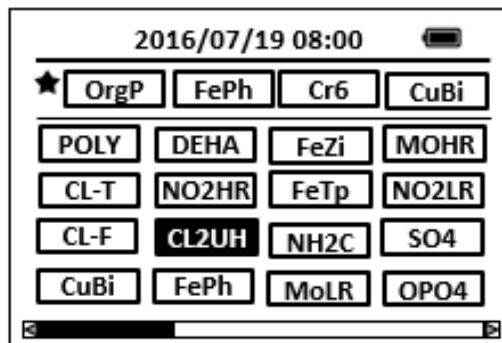 2016/07/19 08:00
OrgP FePh Cr6 CuBi
POLY DEHA FeZi MOHR
CL-T NO2HR FeTp NO2LR
CL-F CL2UH NH2C SO4
CuBi FePh MoLR OPO4